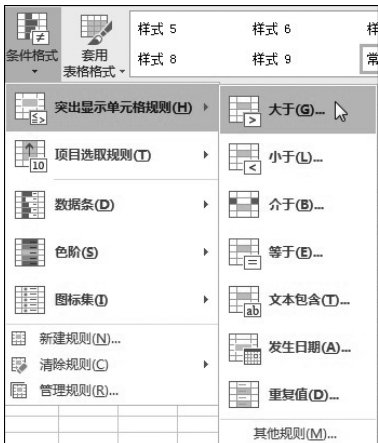 样式 5 样式 6 样
条件格式 套用 表格格式 样式 8 样式 9 常
突出显示单元格规则(H)
项目选取规则(T)
数据条(D)
色阶(S)
图标集(I)
新建规则(N)...
清除规则(C)
管理规则(R)...
大于(G)...
小于(L)...
介于(B)...
等于(E)...
文本包含(T)...
发生日期(A)...
重复值(D)...
其他规则(M)...